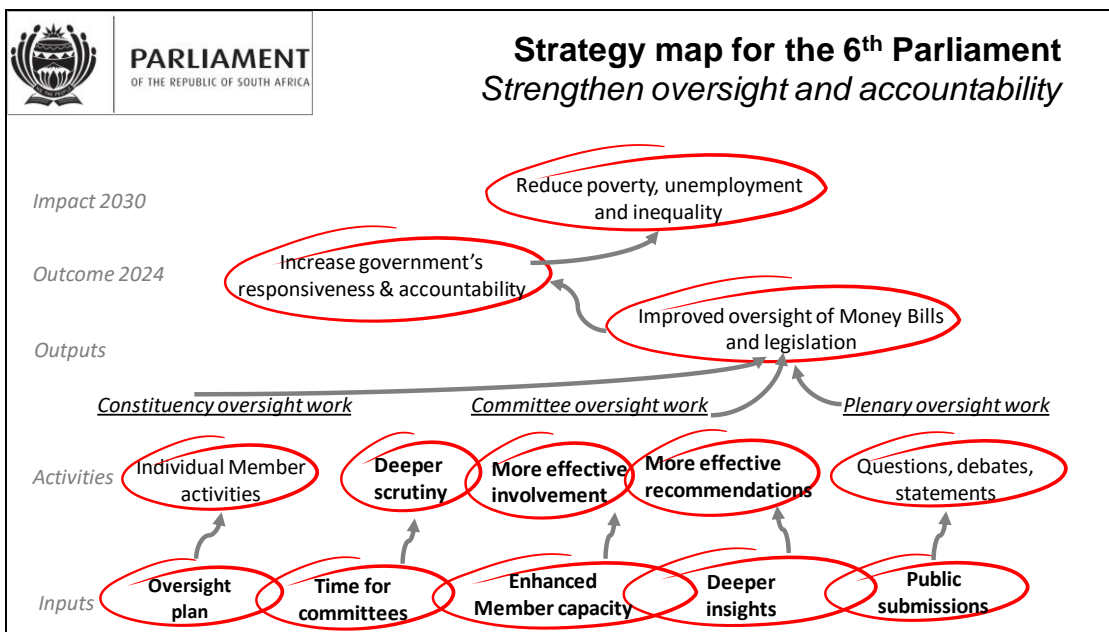 PARLIAMENT
OF THE REPUBLIC OF SOUTH AFRICA
Strategy map for the 6th Parliament
Strengthen oversight and accountability
Impact 2030
Reduce poverty, unemployment
and inequality
Outcome 2024
Increase government's
responsiveness & accountability
Improved oversight of Money Bills
and legislation
Outputs
Constituency oversight work
Committee oversight work
Plenary oversight work
Activities
Individual Member
activities
Deeper
scrutiny
More effective
involvement
More effective
recommendations
Questions, debates,
statements
Inputs
Oversight
plan
Time for
committees
Enhanced
Member capacity
Deeper
insights
Public
submissions